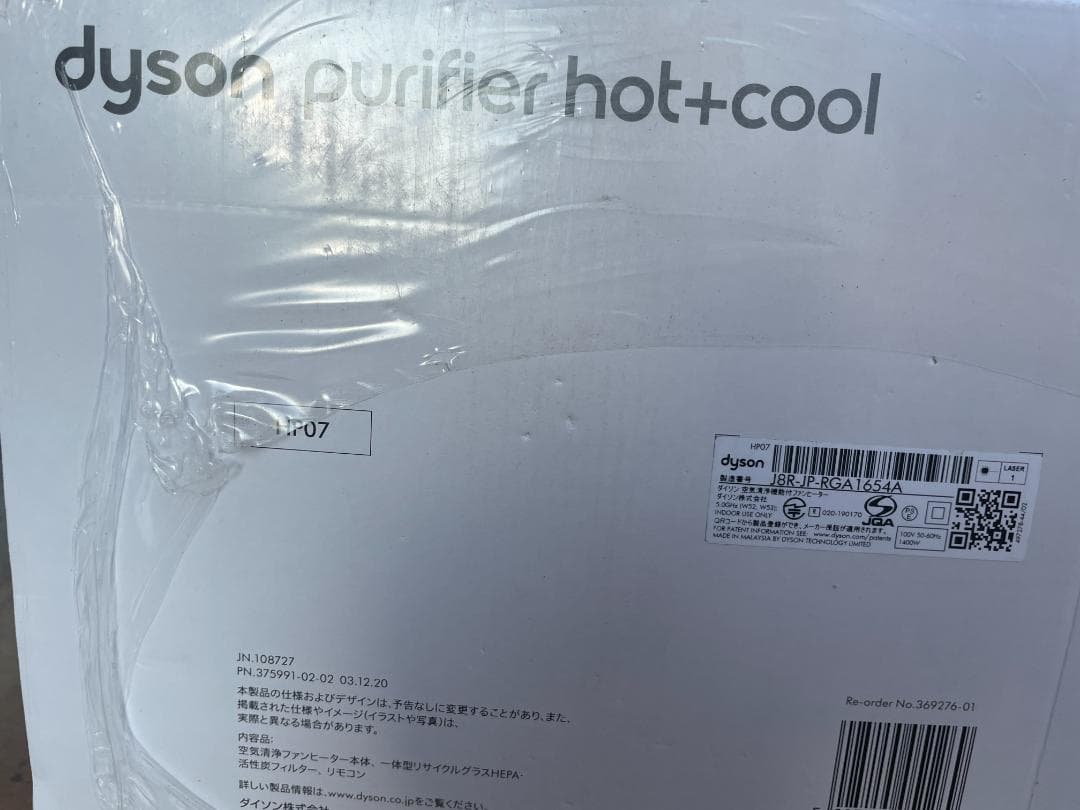 dyson purifier hot+cool
HP07
HP07
dyson
LASER
1
製造番号 J8R-JP-RGA1654A
ダイソン 空気清浄機能付ファンヒーター
ダイソン株式会社
5.0GHz (W52, W53):
INDOOR USE ONLY
R 020-190170
JQA
PS
E
QRコードから製品登録ができ、メーカー保証が適用されます。
FOR PATENT INFORMATION SEE: www.dyson.com/patents
MADE IN MALAYSIA BY DYSON TECHNOLOGY LIMITED
100V 50-60Hz
1400W
JN.108727
PN.375991-02-02 03.12.20
本製品の仕様およびデザインは、予告なしに変更することがあり、また、
掲載された仕様やイメージ(イラストや写真)は、
実際と異なる場合があります。
内容品:
空気清浄ファンヒーター本体、一体型リサイクルグラスHEPA・
活性炭フィルター、リモコン
詳しい製品情報は、www.dyson.co.jpをご覧ください。
ダイソン株式会社
Re-order No.369276-01